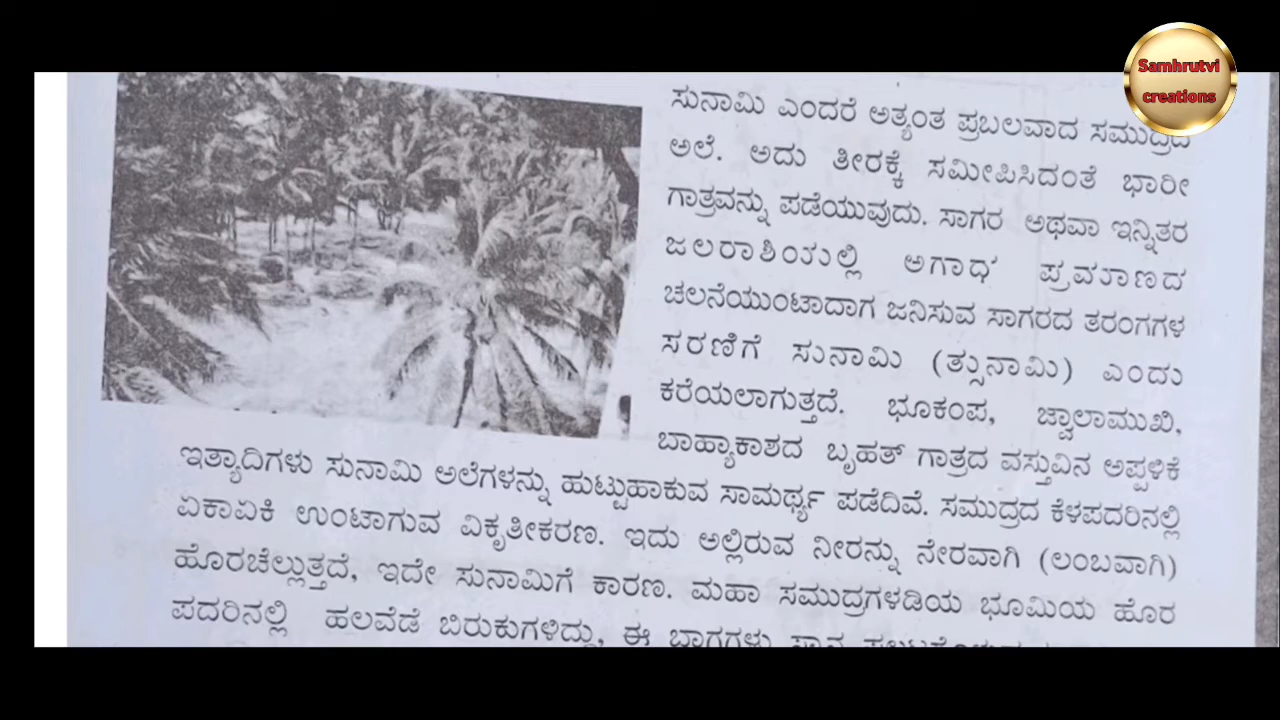 Samhrutvi
creations
ಸುನಾಮಿ ಎಂದರೆ ಅತ್ಯಂತ ಪ್ರಬಲವಾದ ಸಮುದ್ರದ
ಅಲೆ. ಅದು ತೀರಕ್ಕೆ ಸಮೀಪಿಸಿದಂತೆ ಭಾರೀ
ಗಾತ್ರವನ್ನು ಪಡೆಯುವುದು. ಸಾಗರ ಅಥವಾ ಇನ್ನಿತರ
ಜಲರಾಶಿಯಲ್ಲಿ ಅಗಾಧ ಪ್ರಮಾಣದ
ಚಲನೆಯುಂಟಾದಾಗ ಜನಿಸುವ ಸಾಗರದ ತರಂಗಗಳ
ಸರಣಿಗೆ ಸುನಾಮಿ (ತ್ಸುನಾಮಿ) ಎಂದು
ಕರೆಯಲಾಗುತ್ತದೆ. ಭೂಕಂಪ, ಜ್ವಾಲಾಮುಖಿ,
ಬಾಹ್ಯಾಕಾಶದ ಬೃಹತ್ ಗಾತ್ರದ ವಸ್ತುವಿನ ಅಪ್ಪಳಿಕೆ
ಇತ್ಯಾದಿಗಳು ಸುನಾಮಿ ಅಲೆಗಳನ್ನು ಹುಟ್ಟುಹಾಕುವ ಸಾಮರ್ಥ್ಯ ಪಡೆದಿವೆ. ಸಮುದ್ರದ ಕೆಳಪದರಿನಲ್ಲಿ
ಏಕಾಏಕಿ ಉಂಟಾಗುವ ವಿಕೃತೀಕರಣ. ಇದು ಅಲ್ಲಿರುವ ನೀರನ್ನು ನೇರವಾಗಿ (ಲಂಬವಾಗಿ)
ಹೊರಚೆಲ್ಲುತ್ತದೆ, ಇದೇ ಸುನಾಮಿಗೆ ಕಾರಣ. ಮಹಾ ಸಮುದ್ರಗಳಡಿಯ ಭೂಮಿಯ ಹೊರ
ಪದರಿನಲ್ಲಿ ಹಲವೆಡೆ ಬಿರುಕುಗಳಿದ್ದು, ಈ ಭಾಗಗಳು